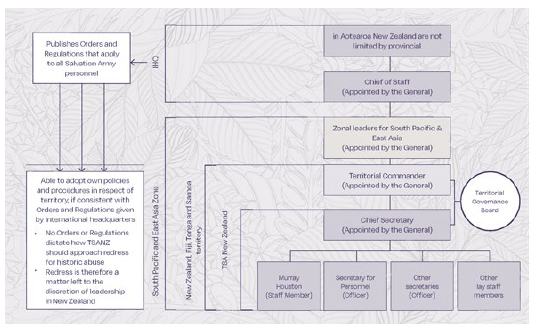 Publishes Orders and
Regulations that apply
to all Salvation Army
personnel
IHQ
in Aotearoa New Zealand are not
limited by provincial
Chief of Staff
(Appointed by the General)
Zonal leaders for South Pacific &
East Asia
(Appointed by the General)
Territorial Commander
(Appointed by the General)
Chief Secretary
(Appointed by the General)
Territorial
Governance
Board
South Pacific and East Asia Zone
New Zealand, Fiji, Tonga and Samoa
territory
TSA New Zealand
Able to adopt own policies
and procedures in respect of
territory, if consistent with
Orders and Regulations given
by international headquarters
• No Orders or Regulations
dictate how TSANZ
should approach redress
for historic abuse
• Redress is therefore a
matter left to the
discretion of leadership
in New Zealand
Murray
Houston
(Staff Member)
Secretary for
Personnel
(Officer)
Other
secretaries
(Officer)
Other
lay staff
members